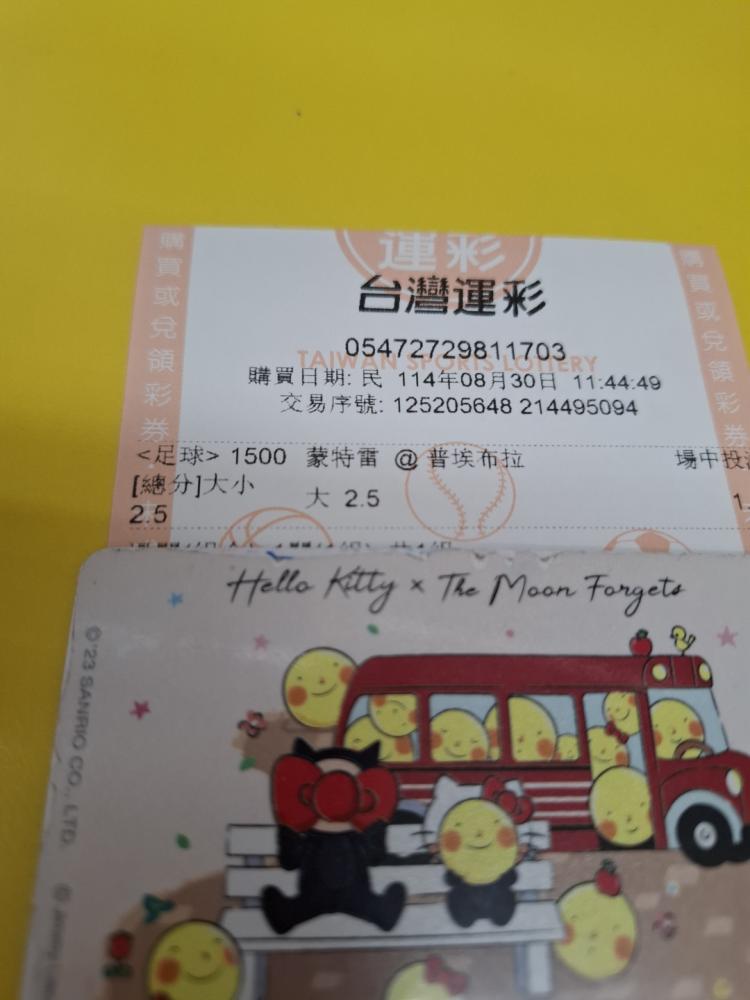 運彩
台灣運彩
TAIWAN SPORTS LOTTERY
05472729811703
購買日期: 民 114年08月30日 11:44:49
交易序號: 125205648 214495094
購買或兌領彩券
購買或兌領彩券
<足球> 1500 蒙特雷 @ 普埃布拉 場中投
[總分]大小 大 2.5 1.
2.5
Hello Kitty × The Moon Forgets
© '23 SANRIO CO., LTD.